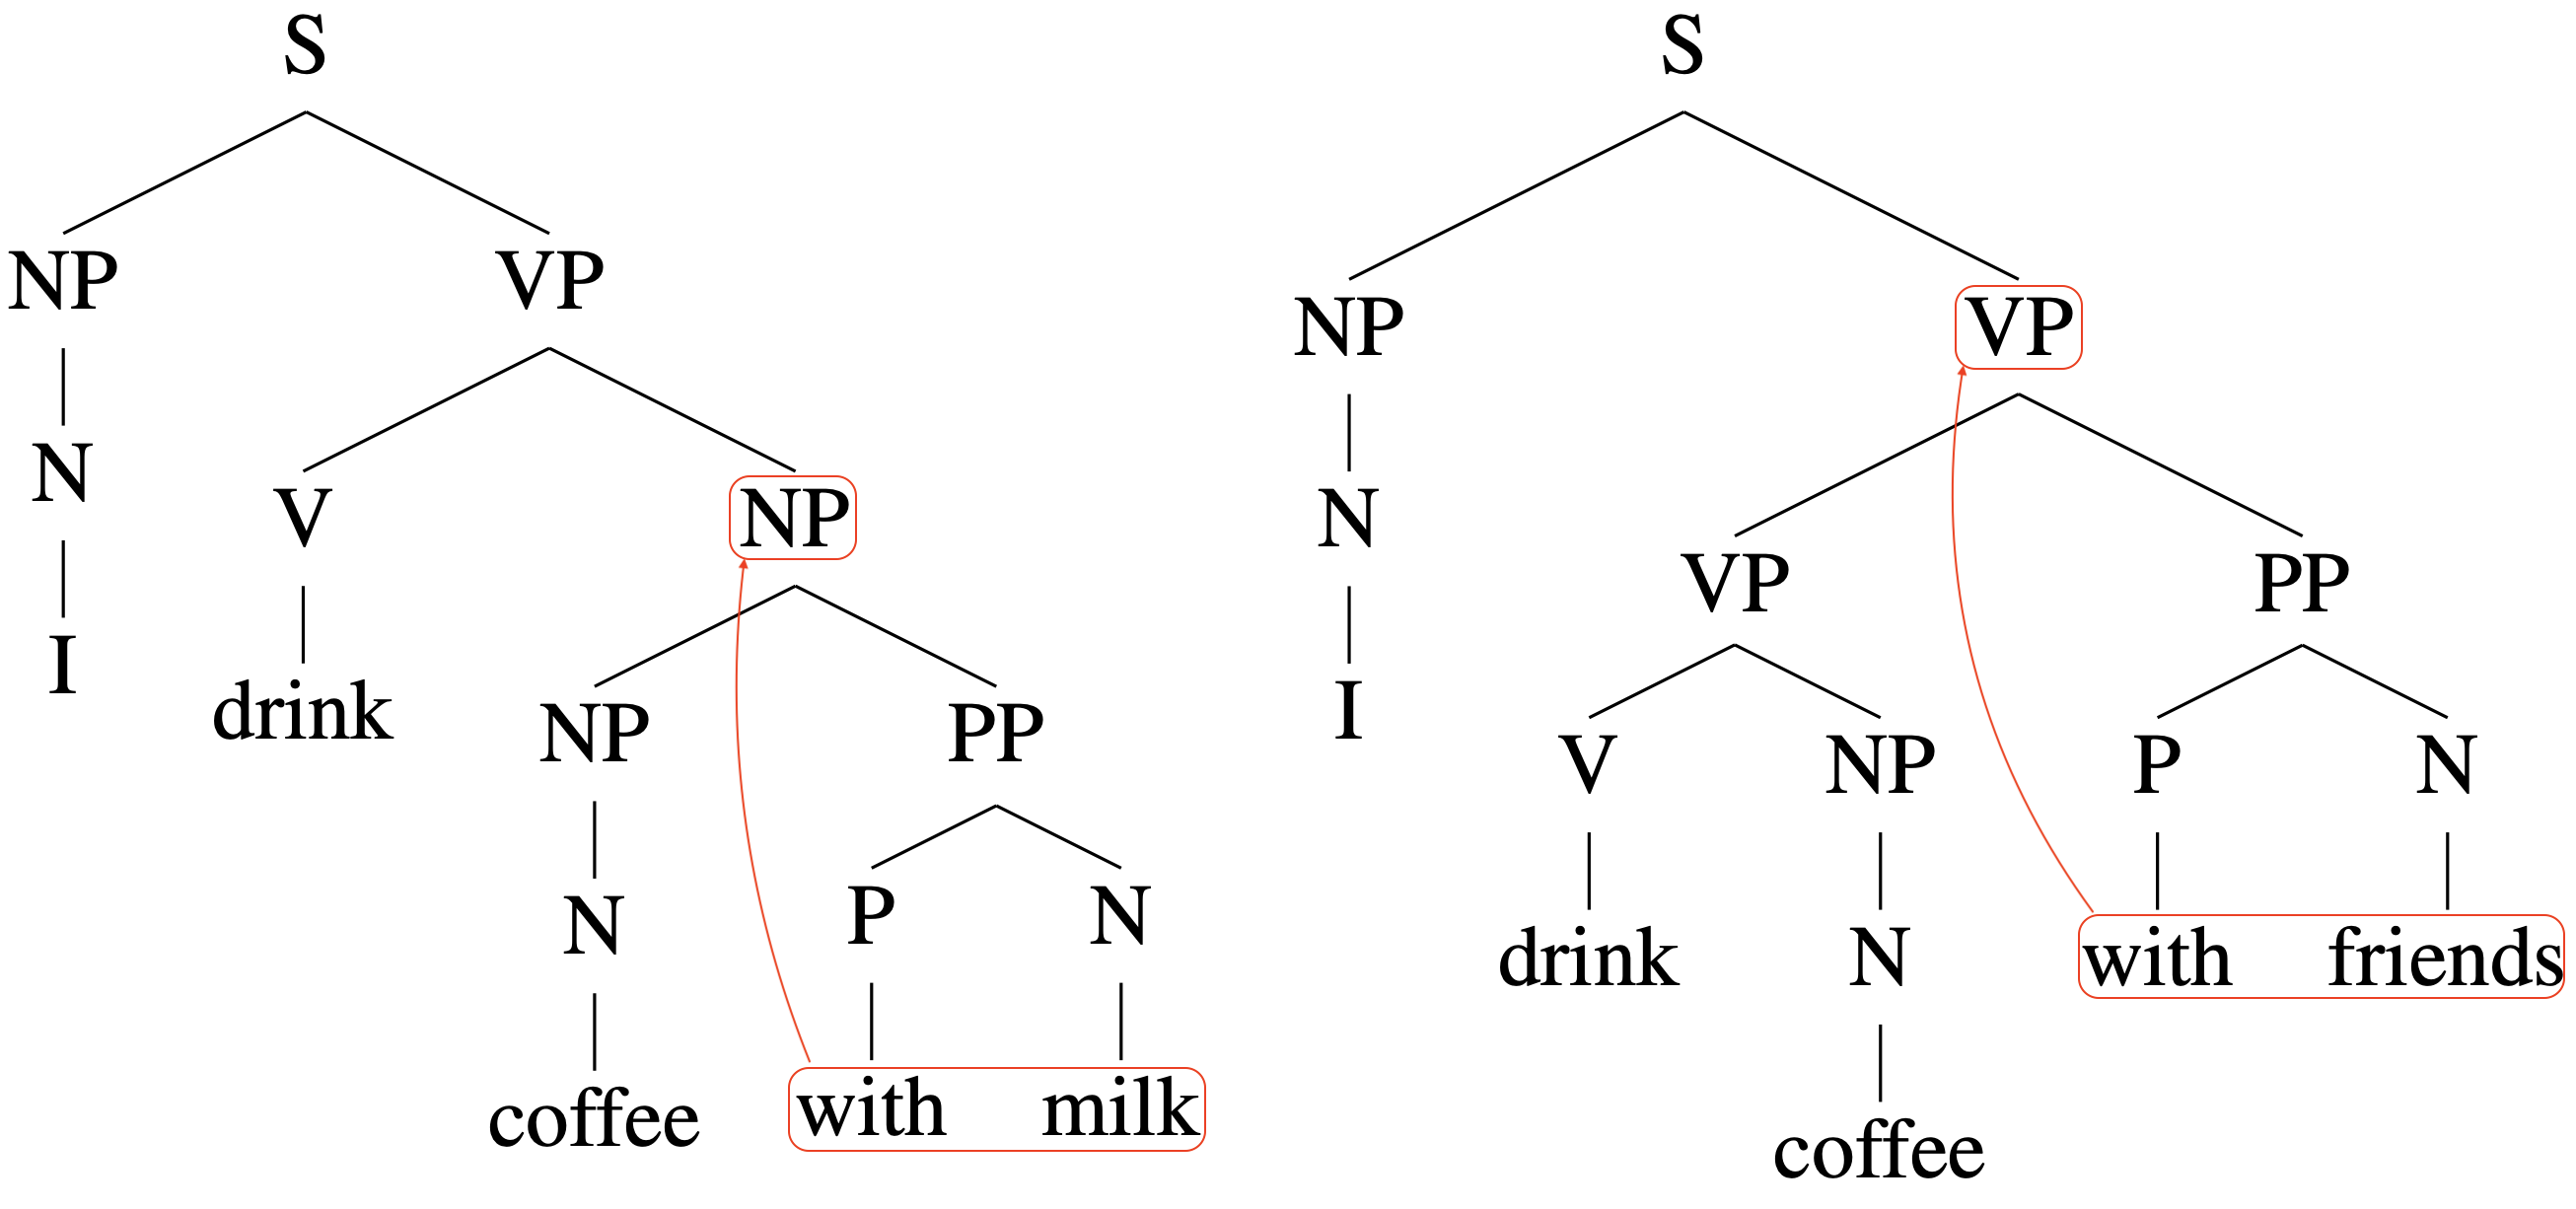 S
NP VP
N V NP
I drink NP PP
N P N
coffee with milk
S
NP VP
N VP PP
I V NP P N
drink N with friends
coffee